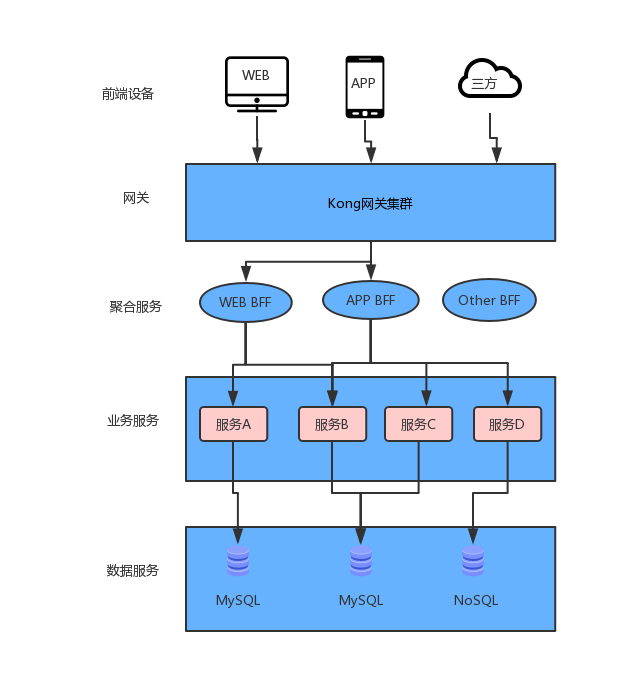 WEB
APP
三方
前端设备
网关
Kong网关集群
聚合服务
WEB BFF
APP BFF
Other BFF
业务服务
服务A
服务B
服务C
服务D
数据服务
MySQL
MySQL
NoSQL